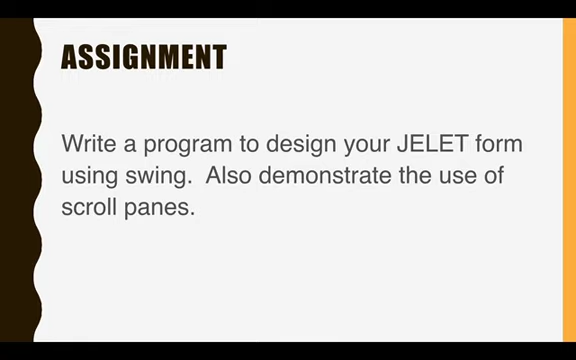 ASSIGNMENT
Write a program to design your JELET form
using swing. Also demonstrate the use of
scroll panes.